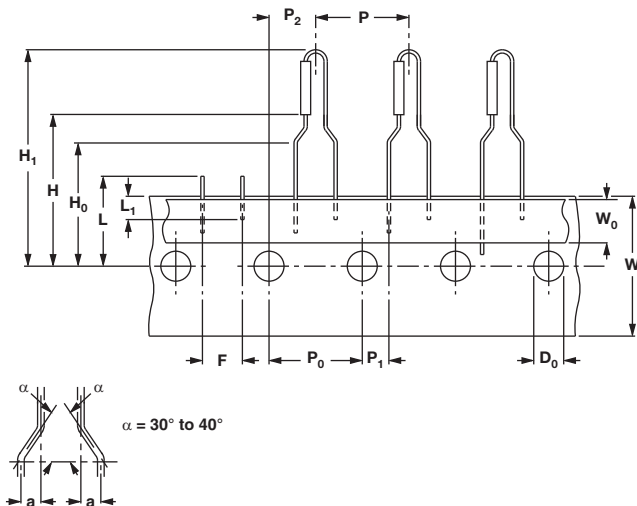 P₂
P
H₁
H
H₀
L
L₁
W₀
W
F
P₀
P₁
D₀
α
α
α = 30° to 40°
a
a